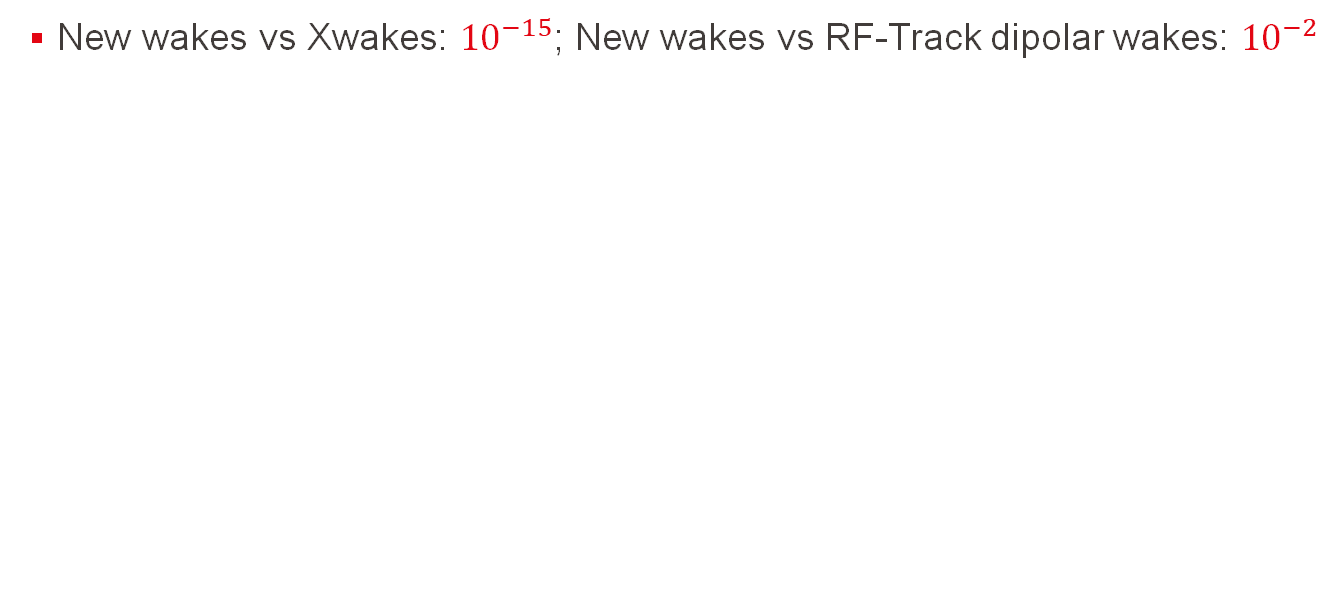 ▪ New wakes vs Xwakes: 10⁻¹⁵; New wakes vs RF-Track dipolar wakes: 10⁻²